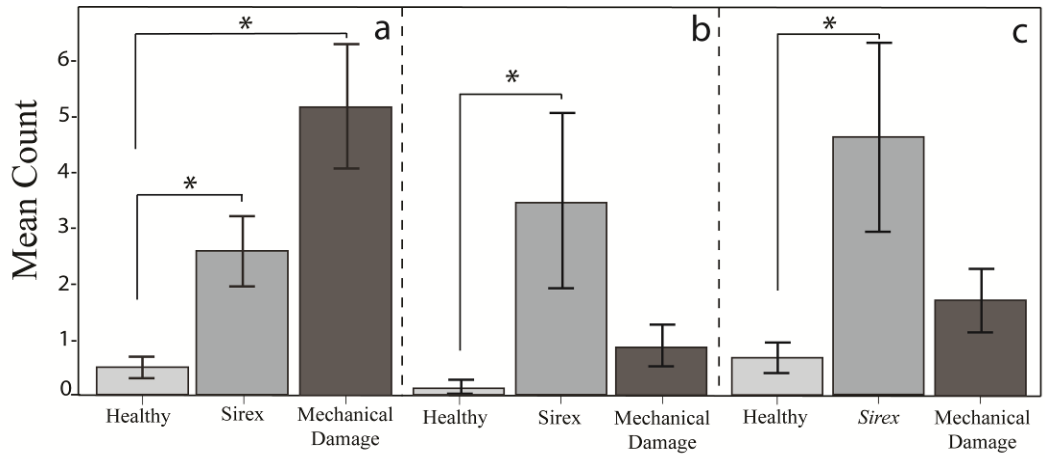 * a
* b
* c
*
Mean Count
6-
5-
4-
3-
2-
1-
0
Healthy Sirex Mechanical Damage
Healthy Sirex Mechanical Damage
Healthy Sirex Mechanical Damage